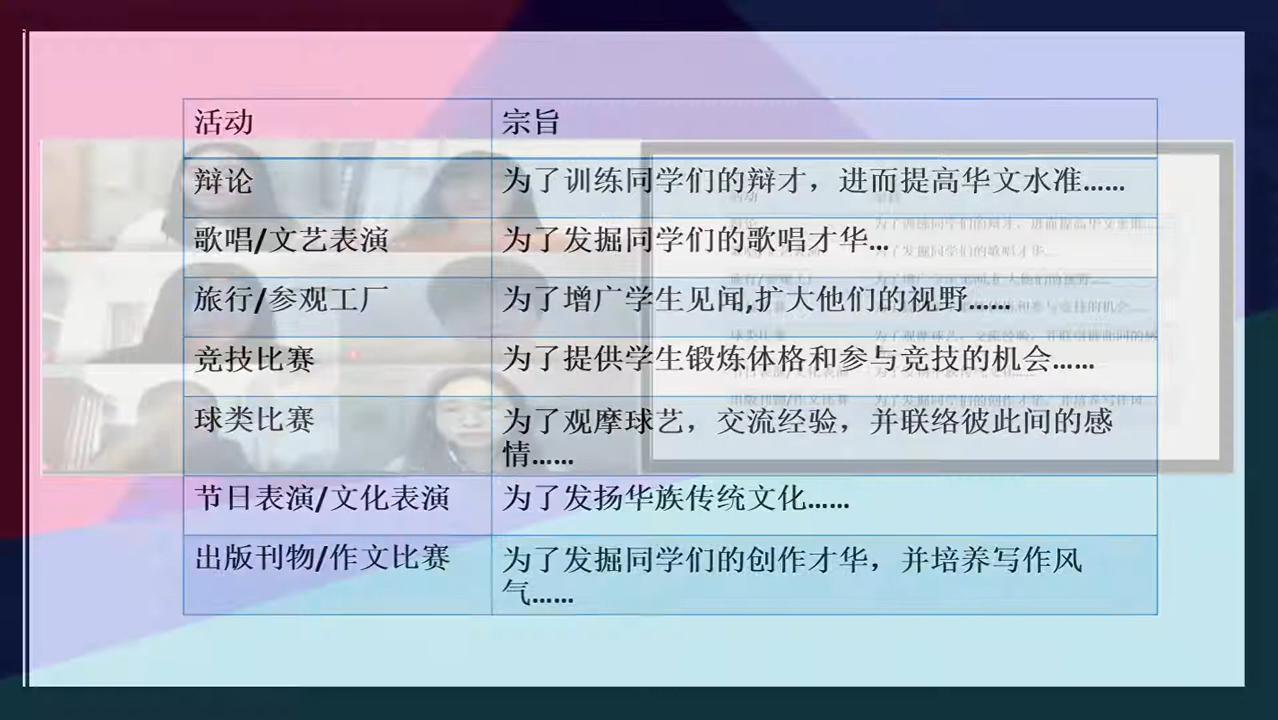 活动 宗旨
辩论 为了训练同学们的辩才，进而提高华文水准……
歌唱/文艺表演 为了发掘同学们的歌唱才华…
旅行/参观工厂 为了增广学生见闻,扩大他们的视野……
竞技比赛 为了提供学生锻炼体格和参与竞技的机会……
球类比赛 为了观摩球艺，交流经验，并联络彼此间的感
情……
节日表演/文化表演 为了发扬华族传统文化……
出版刊物/作文比赛 为了发掘同学们的创作才华，并培养写作风
气……